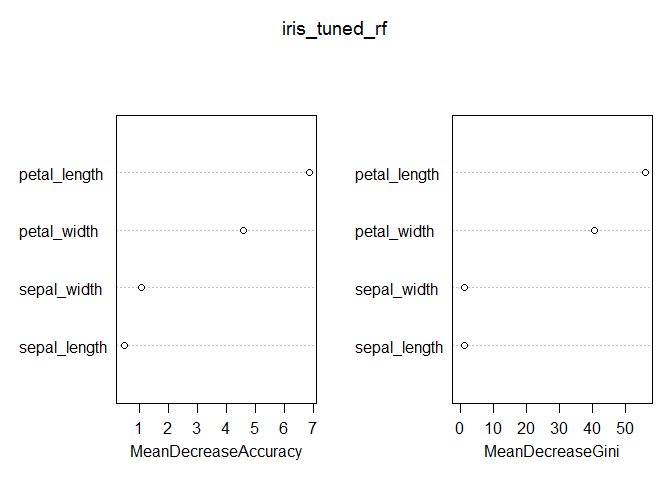 iris_tuned_rf
petal_length
petal_width
sepal_width
sepal_length
1 2 3 4 5 6 7
MeanDecreaseAccuracy
petal_length
petal_width
sepal_width
sepal_length
0 10 20 30 40 50
MeanDecreaseGini